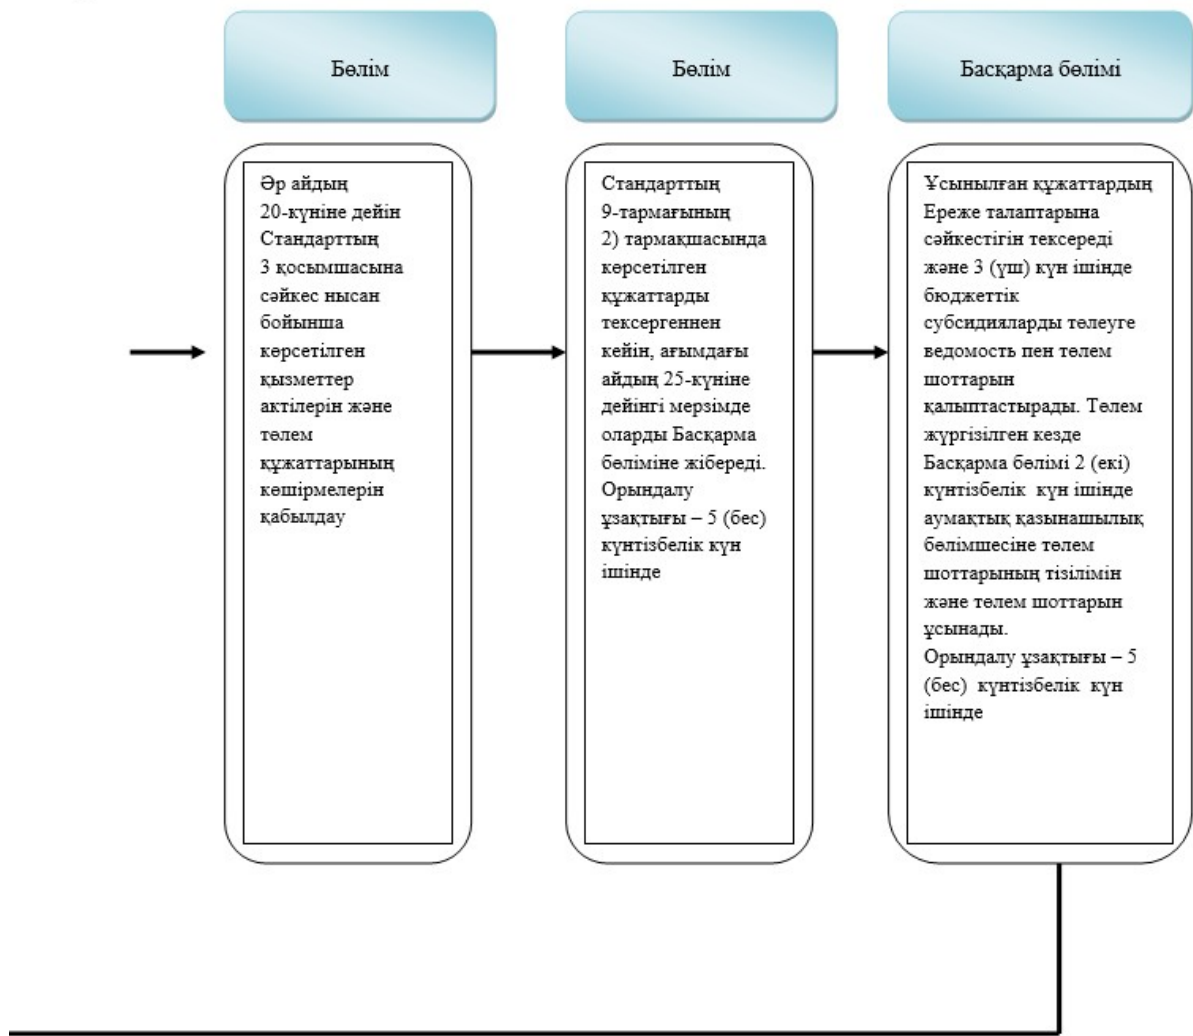 Бөлім
Бөлім
Басқарма бөлімі
Әр айдың
20-күніне дейін
Стандарттың
3 қосымшасына
сәйкес нысан
бойынша
көрсетілген
қызметтер
актілерін және
төлем
құжаттарының
көшірмелерін
қабылдау
Стандарттың
9-тармағының
2) тармақшасында
көрсетілген
құжаттарды
тексергеннен
кейін, ағымдағы
айдың 25-күніне
дейінгі мерзімде
оларды Басқарма
бөліміне жібереді.
Орындалу
ұзақтығы – 5 (бес)
күнтізбелік күн
ішінде
Ұсынылған құжаттардың
Ереже талаптарына
сәйкестігін тексереді
және 3 (үш) күн ішінде
бюджеттік
субсидияларды төлеуге
ведомость пен төлем
шоттарын
қалыптастырады. Төлем
жүргізілген кезде
Басқарма бөлімі 2 (екі)
күнтізбелік күн ішінде
аумақтық қазынашылық
бөлімшесіне төлем
шоттарының тізілімін
және төлем шоттарын
ұсынады.
Орындалу ұзақтығы – 5
(бес) күнтізбелік күн
ішінде